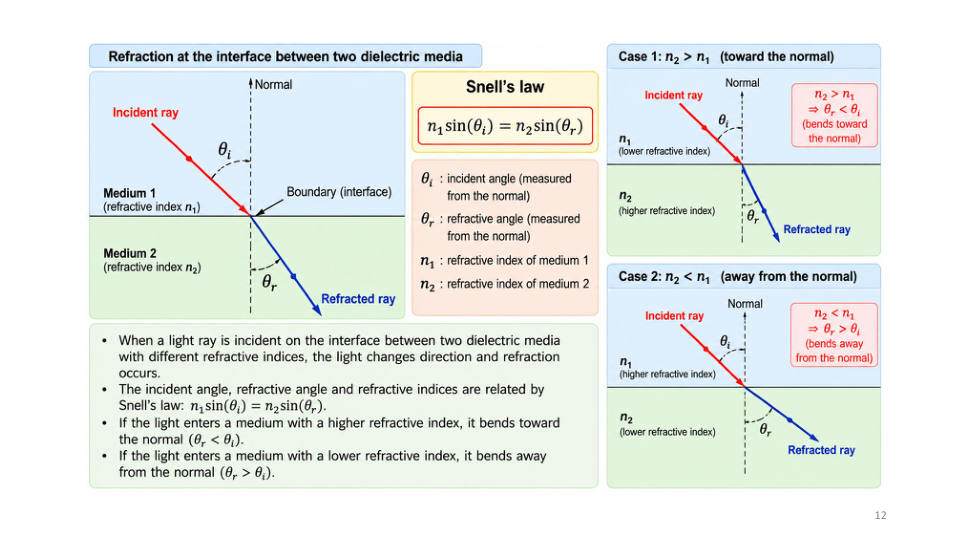 Refraction at the interface between two dielectric media
Normal
Incident ray
θi
Medium 1
(refractive index n1)
Boundary (interface)
Medium 2
(refractive index n2)
θr
Refracted ray
Snell's law
n1sin(θi) = n2sin(θr)
θi : incident angle (measured
from the normal)
θr : refractive angle (measured
from the normal)
n1 : refractive index of medium 1
n2 : refractive index of medium 2
• When a light ray is incident on the interface between two dielectric media
with different refractive indices, the light changes direction and refraction
occurs.
• The incident angle, refractive angle and refractive indices are related by
Snell's law: n1sin(θi) = n2sin(θr).
• If the light enters a medium with a higher refractive index, it bends toward
the normal (θr < θi).
• If the light enters a medium with a lower refractive index, it bends away
from the normal (θr > θi).
Case 1: n2 > n1 (toward the normal)
Normal
Incident ray
θi
n1
(lower refractive index)
n2 > n1
⇒ θr < θi
(bends toward
the normal)
n2
(higher refractive index)
θr
Refracted ray
Case 2: n2 < n1 (away from the normal)
Normal
Incident ray
θi
n1
(higher refractive index)
n2 < n1
⇒ θr > θi
(bends away
from the normal)
n2
(lower refractive index)
θr
Refracted ray
12